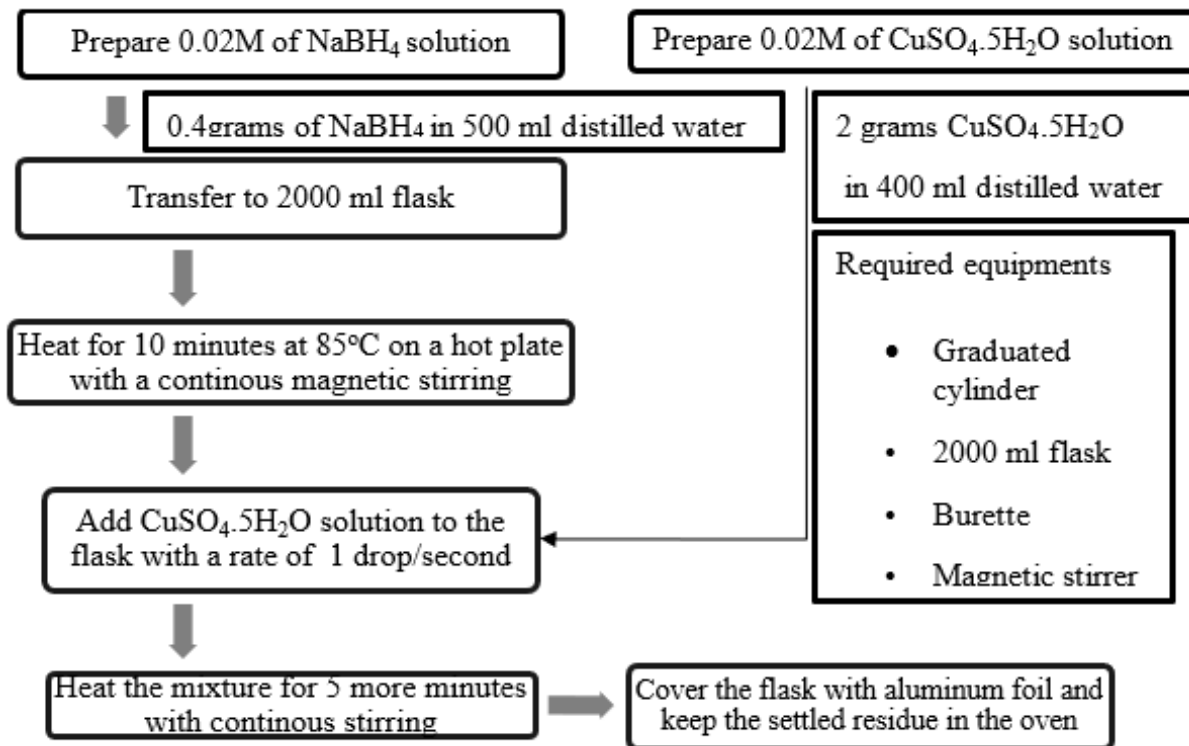 Prepare 0.02M of NaBH₄ solution
Prepare 0.02M of CuSO₄.5H₂O solution
0.4grams of NaBH₄ in 500 ml distilled water
2 grams CuSO₄.5H₂O
in 400 ml distilled water
Transfer to 2000 ml flask
Required equipments
• Graduated
cylinder
• 2000 ml flask
• Burette
• Magnetic stirrer
Heat for 10 minutes at 85°C on a hot plate
with a continous magnetic stirring
Add CuSO₄.5H₂O solution to the
flask with a rate of 1 drop/second
Heat the mixture for 5 more minutes
with continous stirring
Cover the flask with aluminum foil and
keep the settled residue in the oven